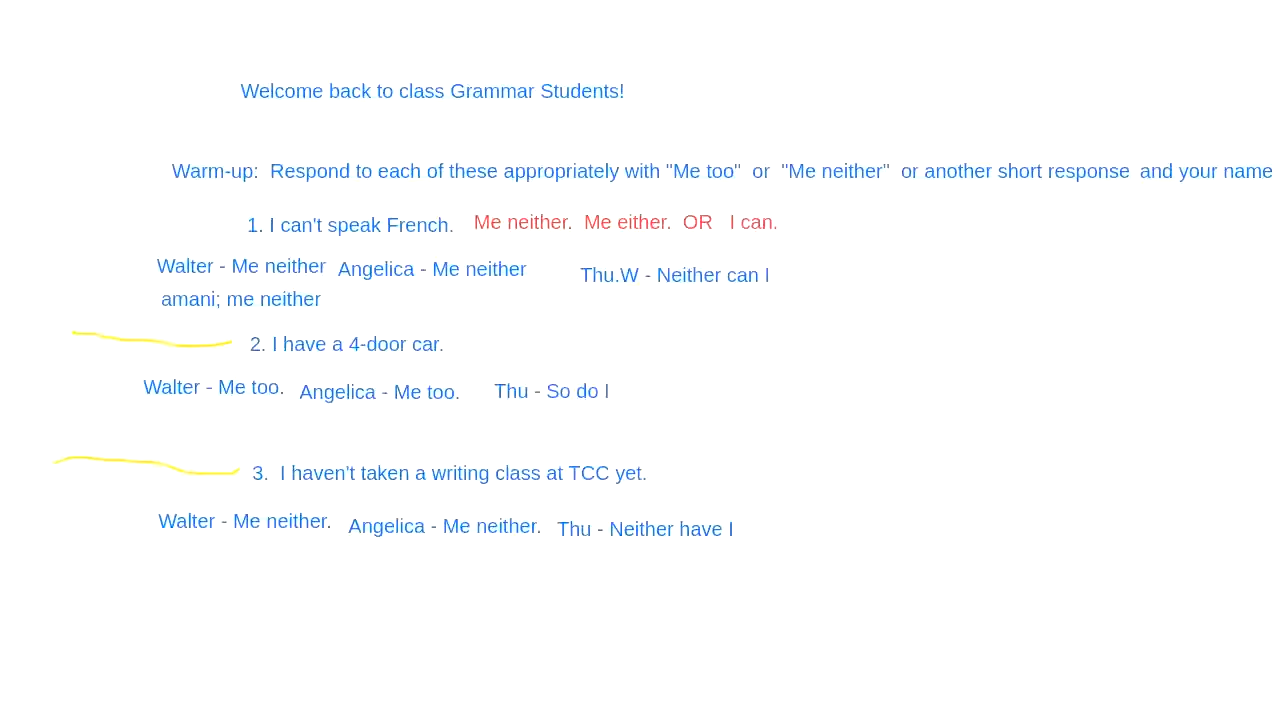 Welcome back to class Grammar Students!
Warm-up:  Respond to each of these appropriately with "Me too"  or  "Me neither"  or another short response  and your name
1. I can't speak French.  Me neither.  Me either.  OR   I can.
Walter - Me neither  Angelica - Me neither  Thu.W - Neither can I
amani; me neither
2. I have a 4-door car.
Walter - Me too.  Angelica - Me too.  Thu - So do I
3.  I haven't taken a writing class at TCC yet.
Walter - Me neither.  Angelica - Me neither.  Thu - Neither have I